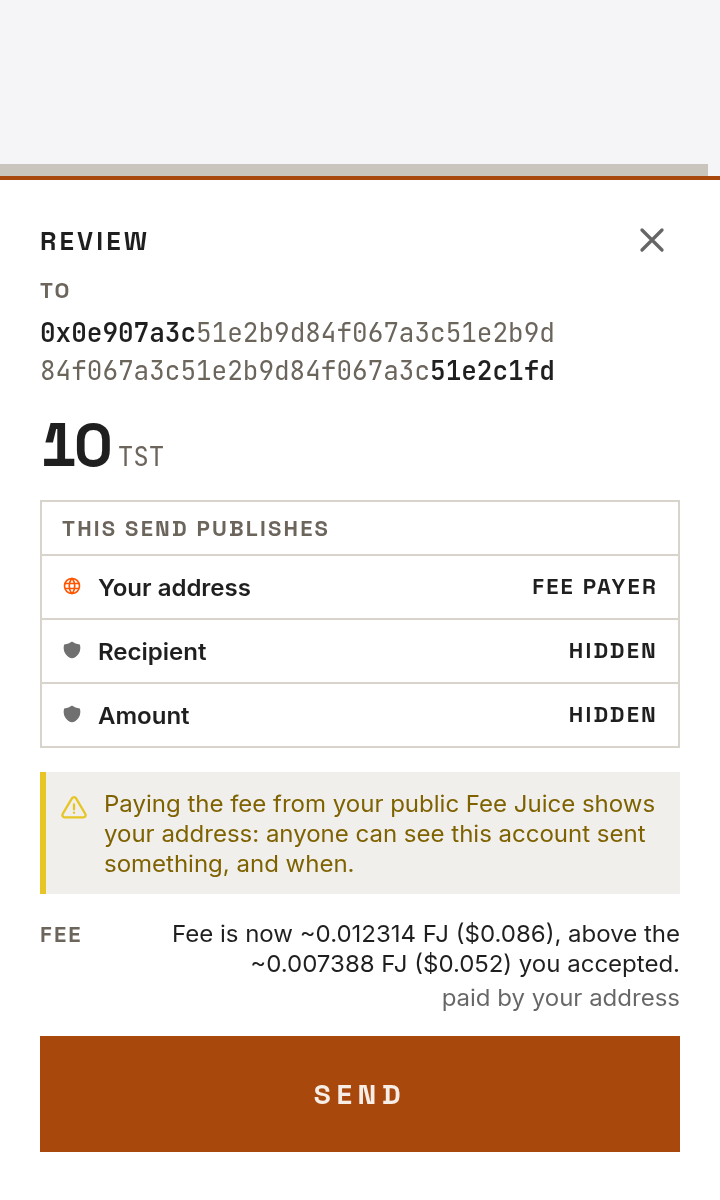 REVIEW
TO
0x0e907a3c51e2b9d84f067a3c51e2b9d
84f067a3c51e2b9d84f067a3c51e2c1fd
10 TST
THIS SEND PUBLISHES
Your address FEE PAYER
Recipient HIDDEN
Amount HIDDEN
Paying the fee from your public Fee Juice shows
your address: anyone can see this account sent
something, and when.
FEE Fee is now ~0.012314 FJ ($0.086), above the
~0.007388 FJ ($0.052) you accepted.
paid by your address
SEND